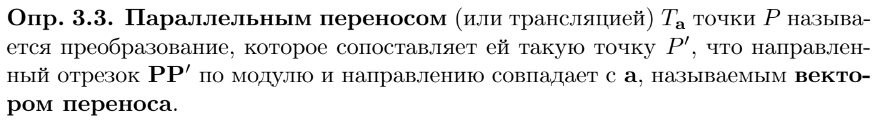 Опр. 3.3. Параллельным переносом (или трансляцией) Tₐ точки P называ-
ется преобразование, которое сопоставляет ей такую точку P′, что направлен-
ный отрезок PP′ по модулю и направлению совпадает с a, называемым векто-
ром переноса.